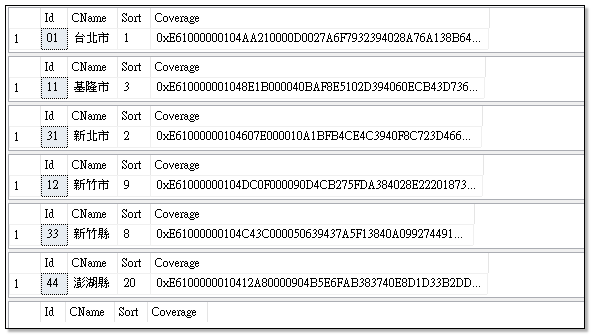 Id CName Sort Coverage
1 01 台北市 1 0xE61000000104AA210000D0027A6F7932394028A76A138B64...
Id CName Sort Coverage
1 11 基隆市 3 0xE610000001048E1B000040BAF8E5102D394060ECB43D736...
Id CName Sort Coverage
1 31 新北市 2 0xE61000000104607E000010A1BFB4CE4C3940F8C723D466...
Id CName Sort Coverage
1 12 新竹市 9 0xE61000000104DC0F000090D4CB275FDA384028E22201873...
Id CName Sort Coverage
1 33 新竹縣 8 0xE61000000104C43C000050639437A5F13840A099274491...
Id CName Sort Coverage
1 44 澎湖縣 20 0xE6100000010412A80000904B5E6FAB383740E8D1D33B2DD...
Id CName Sort Coverage